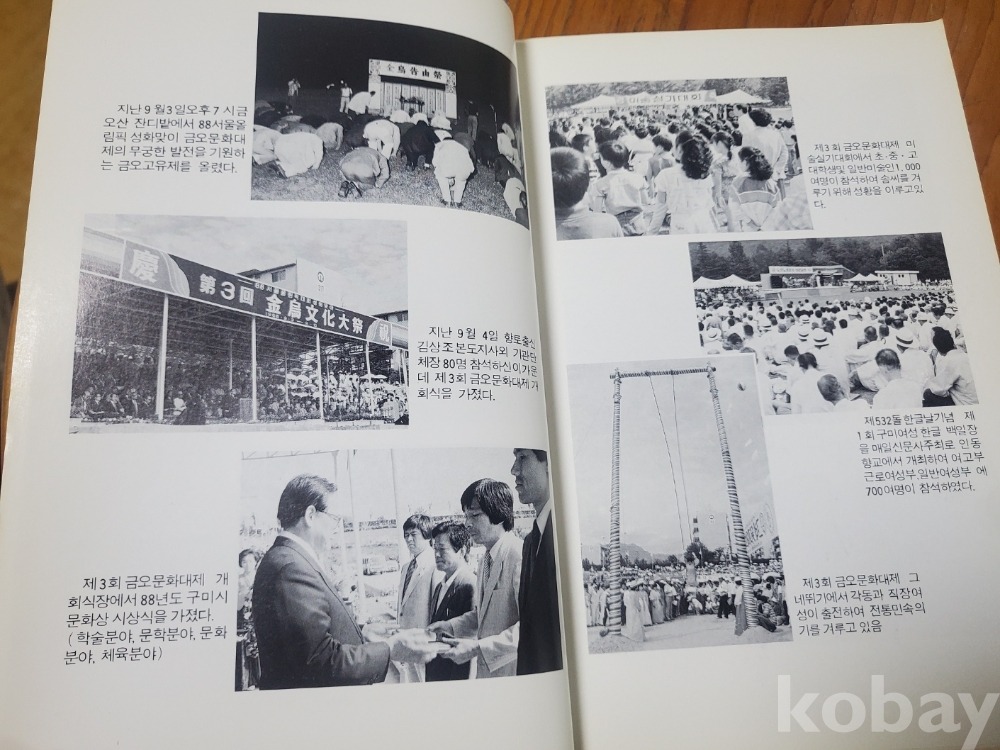 金烏告由祭
지난 9월3일오후7시금
오산 잔디밭에서 88서울올
림픽 성화맞이 금오문화대
제의 무궁한 발전을 기원하
는 금오고유제를 올렸다.
慶 第3回 金烏文化大祭 祝
지난 9월 4일 향토출신
김상조본도지사외 기관단
체장 80명 참석하신이가운
데 제3회 금오문화대제개
회식을 가졌다.
제3회 금오문화대제 개
회식장에서 88년도 구미시
문화상 시상식을 가졌다.
(학술분야, 문학분야, 문화
분야, 체육분야)
미술실기대회
제3회 금오문화대제 미
술실기대회에서 초·중·고
대학생및 일반미술인1,000
여명이 참석하여 솜씨를 겨
루기 위해 성황을 이루고있
다.
제532돌한글날기념 제
1회 구미여성 한글 백일장
을 매일신문사주최로 인동
향교에서 개최하여 여고부
근로여성부,일반여성부 에
700여명이 참석하였다.
제3회 금오문화대제 그
네뛰기에서 각동과 직장여
성이 출전하여 전통민속의
기를 겨루고 있음
kobay